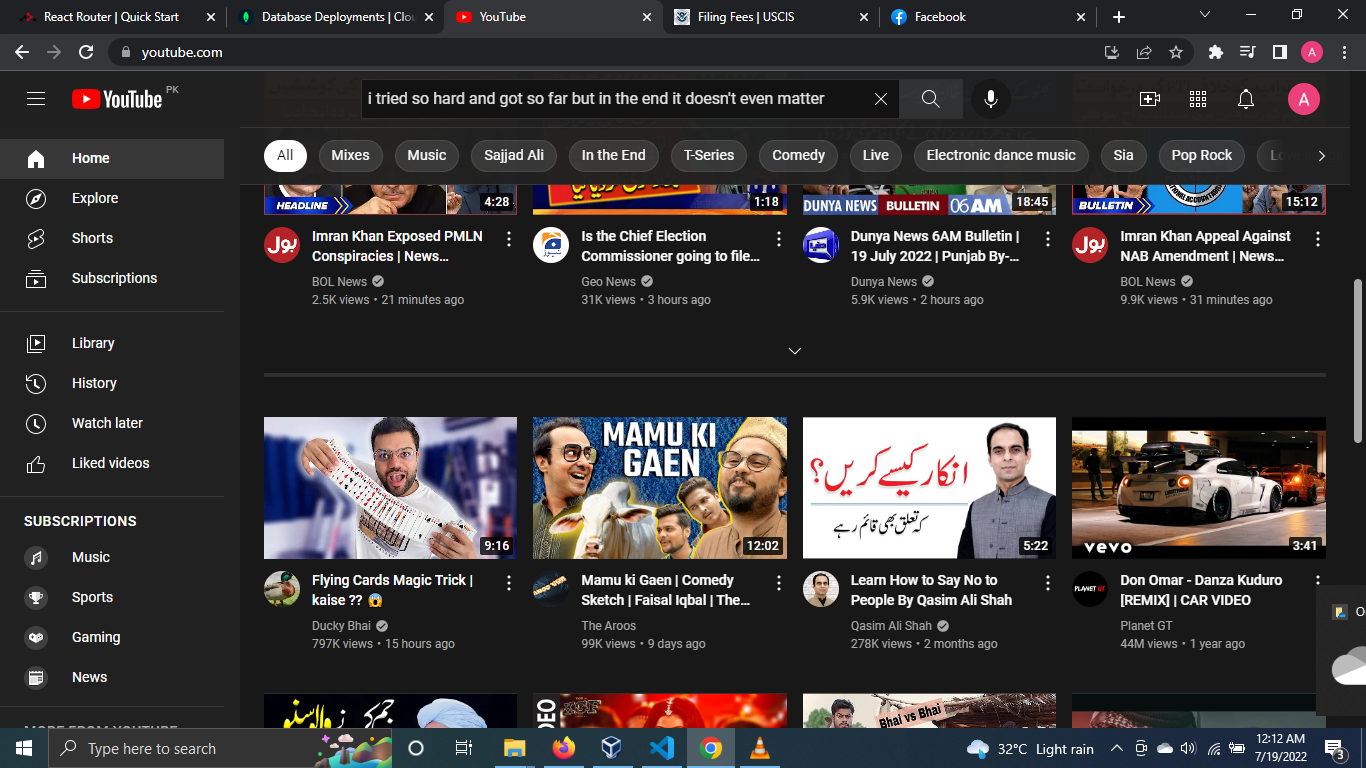 React Router | Quick Start
Database Deployments | Clou
YouTube
Filing Fees | USCIS
Facebook
youtube.com
YouTube PK
i tried so hard and got so far but in the end it doesn't even matter
A
A
All
Mixes
Music
Sajjad Ali
In the End
T-Series
Comedy
Live
Electronic dance music
Sia
Pop Rock
Home
Explore
Shorts
Subscriptions
Library
History
Watch later
Liked videos
SUBSCRIPTIONS
Music
Sports
Gaming
News
MORE FROM YOUTUBE
HEADLINE
4:28
1:18
DUNYA NEWS BULLETIN 06 AM
18:45
BULLETIN
15:12
بول
Imran Khan Exposed PMLN
Conspiracies | News...
BOL News
2.5K views • 21 minutes ago
Is the Chief Election
Commissioner going to file...
Geo News
31K views • 3 hours ago
Dunya News 6AM Bulletin |
19 July 2022 | Punjab By-...
Dunya News
5.9K views • 2 hours ago
بول
Imran Khan Appeal Against
NAB Amendment | News...
BOL News
9.9K views • 31 minutes ago
9:16
MAMU KI
GAEN
12:02
انکار کیسے کریں؟
کہ تعلق بھی قائم رہے
5:22
vevo
3:41
Flying Cards Magic Trick |
kaise ?? 😱
Ducky Bhai
797K views • 15 hours ago
Mamu ki Gaen | Comedy
Sketch | Faisal Iqbal | The...
The Aroos
99K views • 9 days ago
Learn How to Say No to
People By Qasim Ali Shah
Qasim Ali Shah
278K views • 2 months ago
PLANET GT
Don Omar - Danza Kuduro
[REMIX] | CAR VIDEO
Planet GT
44M views • 1 year ago
O
Bhai vs Bhai
Type here to search
32°C Light rain
12:12 AM
7/19/2022
3